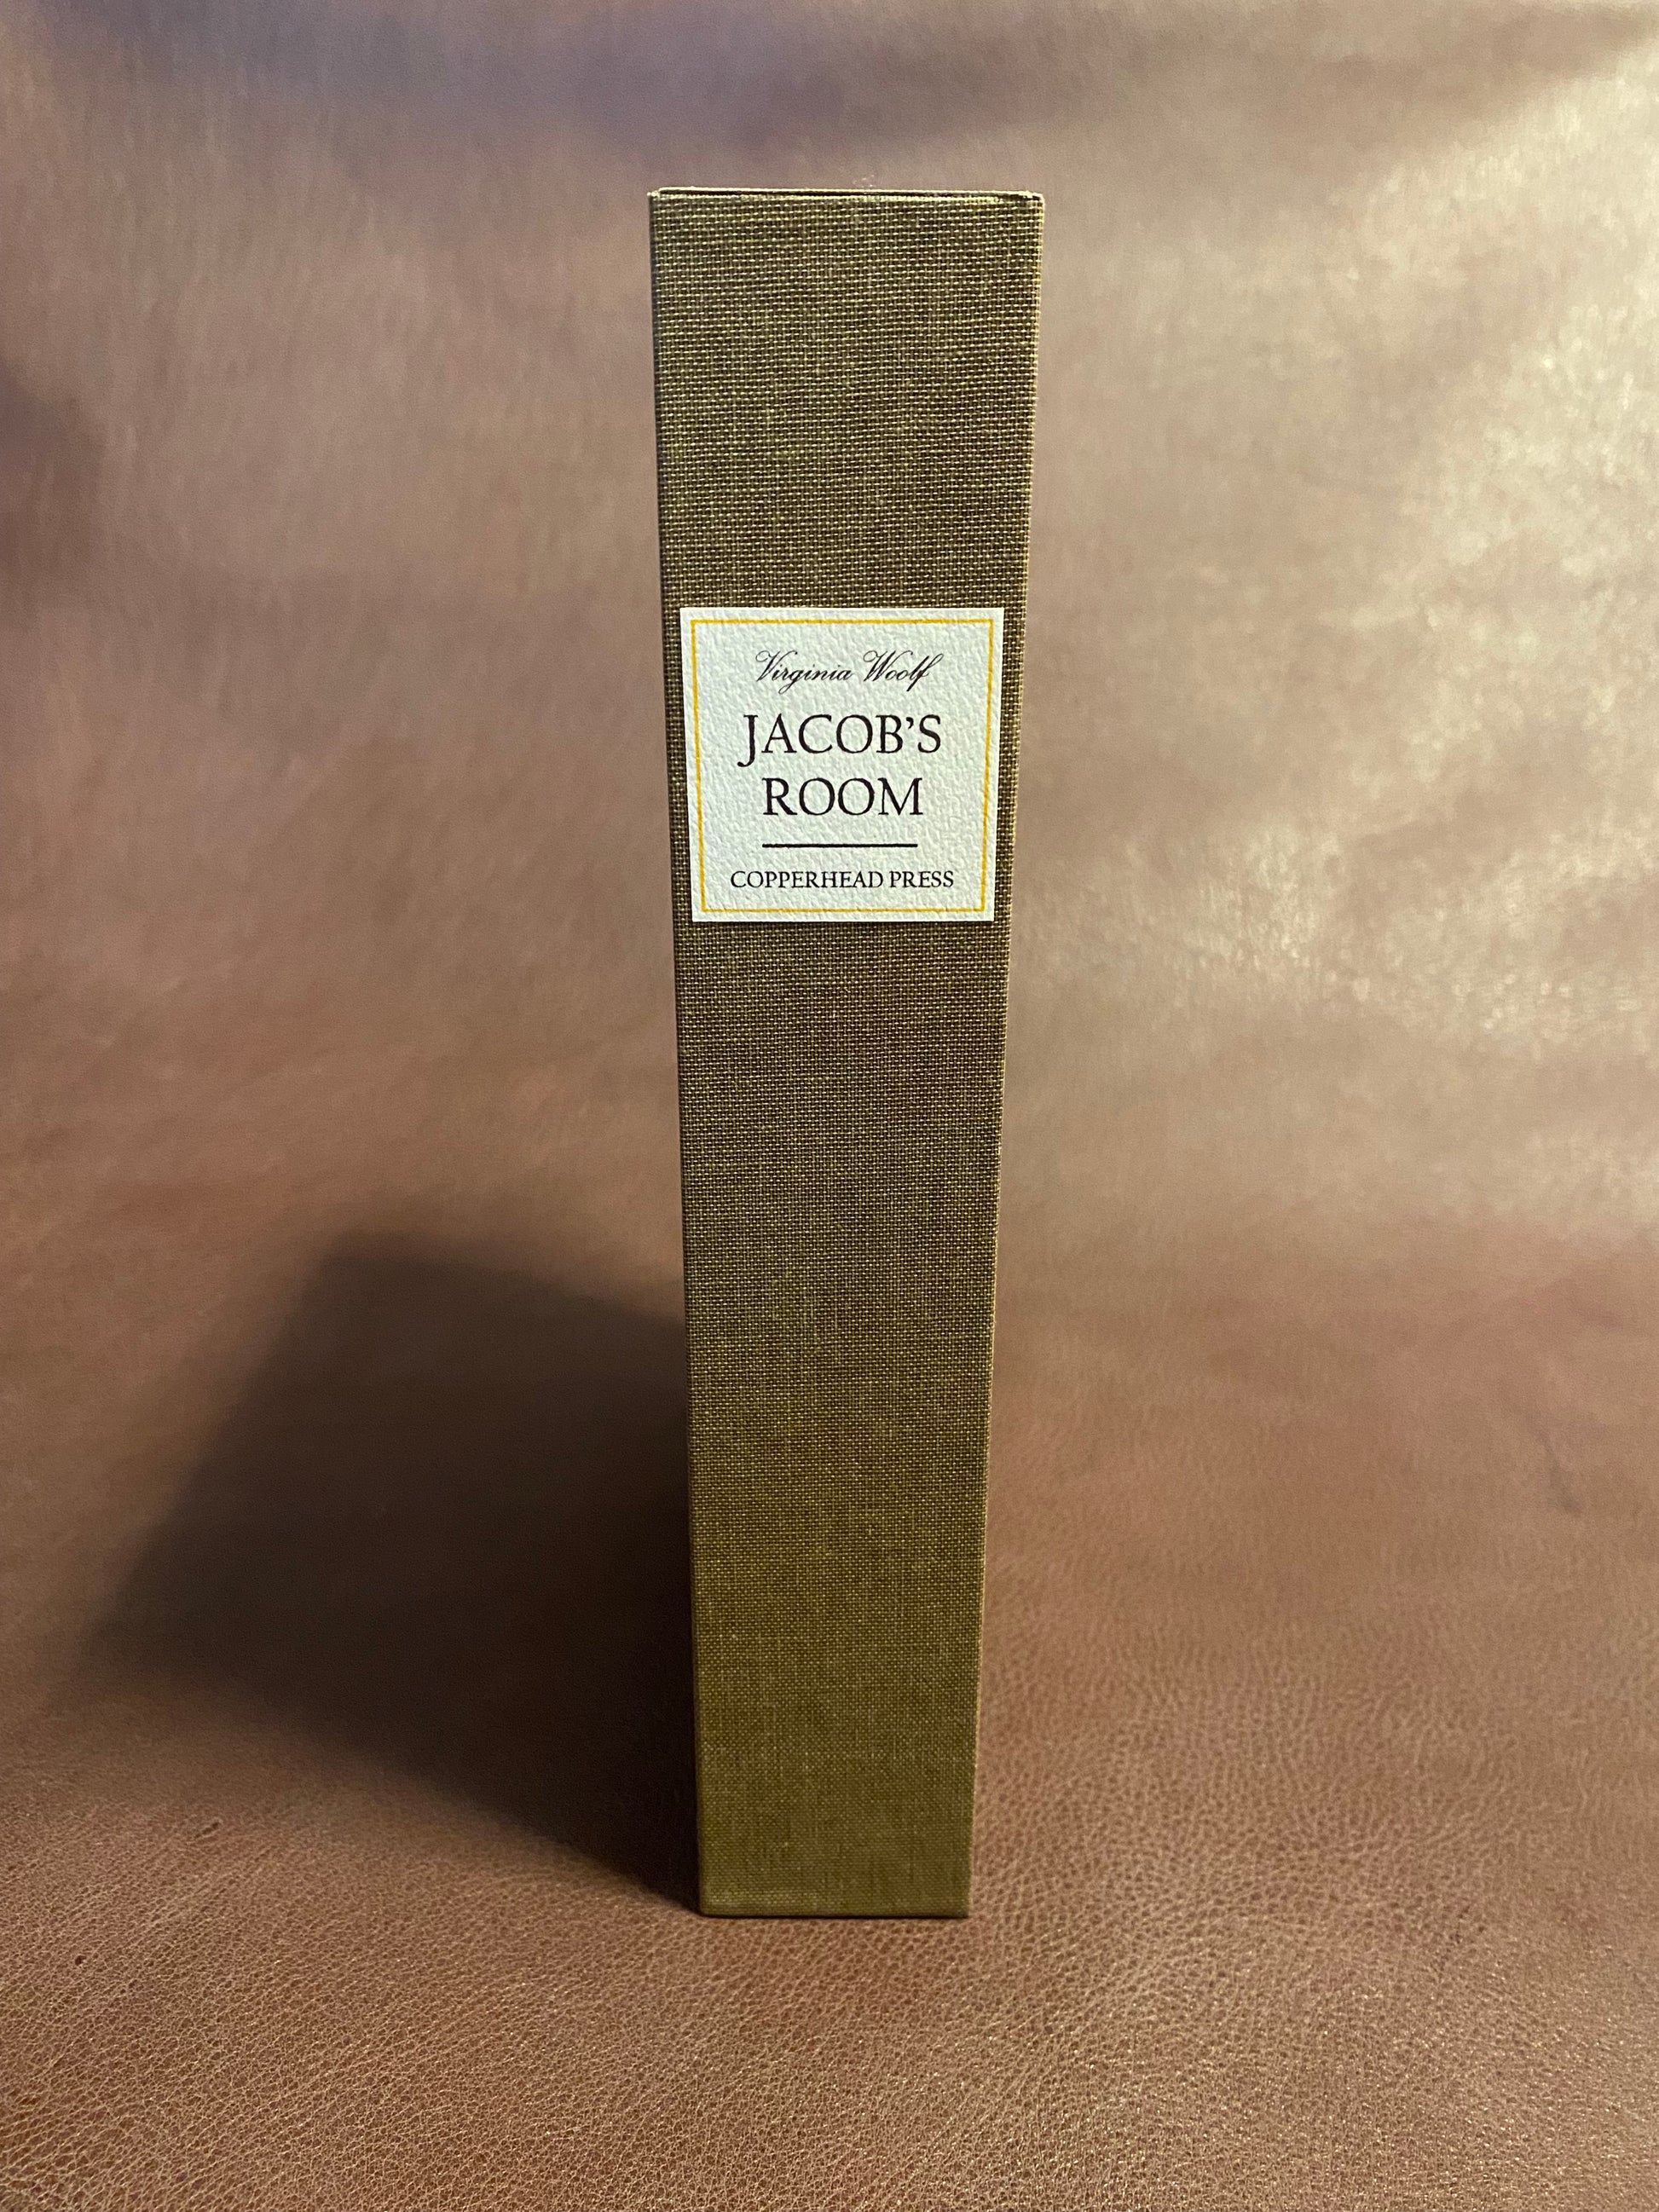 Virginia Woolf
JACOB’S
ROOM
COPPERHEAD PRESS